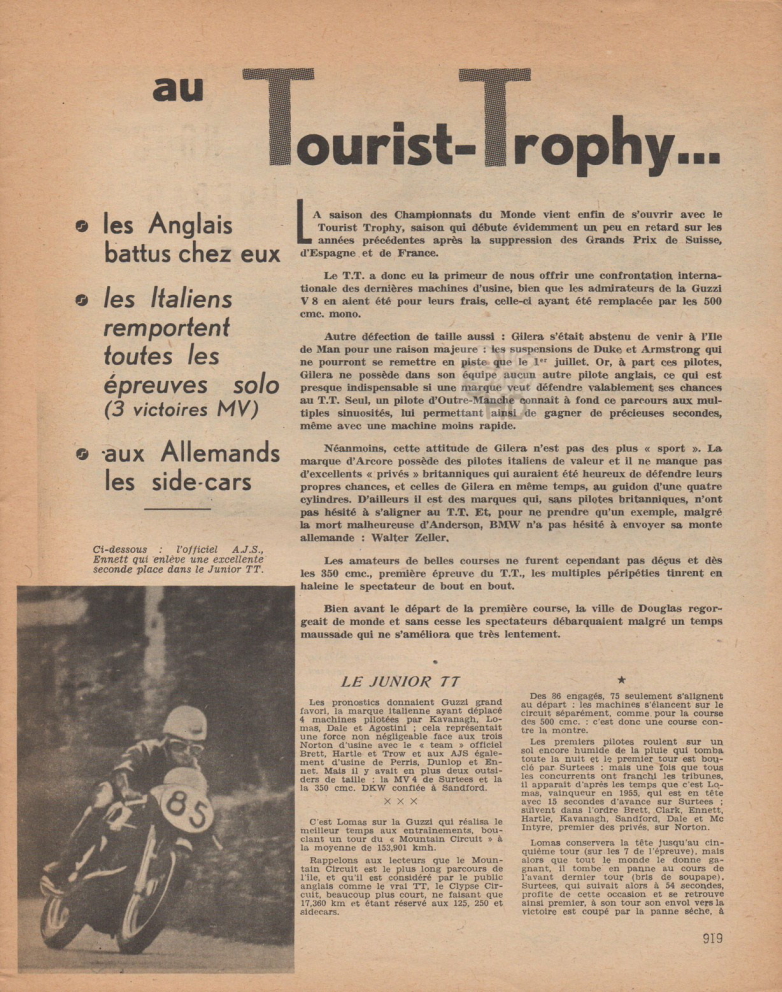 au
Tourist-Trophy...
les Anglais
battus chez eux
les Italiens
remportent
toutes les
épreuves solo
(3 victoires MV)
aux Allemands
les side-cars
Ci-dessous : l'officiel A.J.S.,
Ennett qui enlève une excellente
seconde place dans le Junior TT.
LA saison des Championnats du Monde vient enfin de s'ouvrir avec le
Tourist Trophy, saison qui débute évidemment un peu en retard sur les
années précédentes après la suppression des Grands Prix de Suisse,
d'Espagne et de France.
Le T.T. a donc eu la primeur de nous offrir une confrontation interna-
tionale des dernières machines d'usine, bien que les admirateurs de la Guzzi
V 8 en aient été pour leurs frais, celle-ci ayant été remplacée par les 500
cmc. mono.
Autre défection de taille aussi : Gilera s'était abstenu de venir à l'Ile
de Man pour une raison majeure : les suspensions de Duke et Armstrong qui
ne pourront se remettre en piste que le 1er juillet. Or, à part ces pilotes,
Gilera ne possède dans son équipe aucun autre pilote anglais, ce qui est
presque indispensable si une marque veut défendre valablement ses chances
au T.T. Seul, un pilote d'Outre-Manche connait à fond ce parcours aux mul-
tiples sinuosités, lui permettant ainsi de gagner de précieuses secondes,
même avec une machine moins rapide.
Néanmoins, cette attitude de Gilera n'est pas des plus « sport ». La
marque d'Arcore possède des pilotes italiens de valeur et il ne manque pas
d'excellents « privés » britanniques qui auraient été heureux de défendre leurs
propres chances, et celles de Gilera en même temps, au guidon d'une quatre
cylindres. D'ailleurs il est des marques qui, sans pilotes britanniques, n'ont
pas hésité à s'aligner au T.T. Et, pour ne prendre qu'un exemple, malgré
la mort malheureuse d'Anderson, BMW n'a pas hésité à envoyer sa monte
allemande : Walter Zeller.
Les amateurs de belles courses ne furent cependant pas déçus et dès
les 350 cmc., première épreuve du T.T., les multiples péripéties tinrent en
haleine le spectateur de bout en bout.
Bien avant le départ de la première course, la ville de Douglas regor-
geait de monde et sans cesse les spectateurs débarquaient malgré un temps
maussade qui ne s'améliora que très lentement.
LE JUNIOR TT
Les pronostics donnaient Guzzi grand
favori, la marque italienne ayant déplacé
4 machines pilotées par Kavanagh, Lo-
mas, Dale et Agostini ; cela représentait
une force non négligeable face aux trois
Norton d'usine avec le « team » officiel
Brett, Hartle et Trow et aux AJS égale-
ment d'usine de Perris, Dunlop et En-
net. Mais il y avait en plus deux outsi-
ders de taille : la MV 4 de Surtees et la
la 350 cmc. DKW confiée à Sandford.
× × ×
C'est Lomas sur la Guzzi qui réalisa le
meilleur temps aux entrainements, bou-
clant un tour du « Mountain Circuit » à
la moyenne de 153,901 kmh.
Rappelons aux lecteurs que le Moun-
tain Circuit est le plus long parcours de
l'île, et qu'il est considéré par le public
anglais comme le vrai TT, le Clypse Cir-
cuit, beaucoup plus court, ne faisant que
17,360 km et étant réservé aux 125, 250 et
sidecars.
Des 86 engagés, 75 seulement s'alignent
au départ : les machines s'élancent sur le
circuit séparément, comme pour la course
des 500 cmc. : c'est donc une course con-
tre la montre.
Les premiers pilotes roulent sur un
sol encore humide de la pluie qui tomba
toute la nuit et le premier tour est bou-
clé par Surtees ; mais une fois que tous
les concurrents ont franchi les tribunes,
il apparait d'après les temps que c'est Lo-
mas, vainqueur en 1955, qui est en tête
avec 15 secondes d'avance sur Surtees ;
suivent dans l'ordre Brett, Clark, Ennett,
Hartle, Kavanagh, Sandford, Dale et Mc
Intyre, premier des privés, sur Norton.
Lomas conservera la tête jusqu'au cin-
quième tour (sur les 7 de l'épreuve), mais
alors que tout le monde le donne ga-
gnant, il tombe en panne au cours de
l'avant dernier tour (bris de soupape),
Surtees, qui suivait alors à 54 secondes,
profite de cette occasion et se retrouve
ainsi premier, à son tour son envol vers la
victoire est coupé par la panne sèche, à
85
919